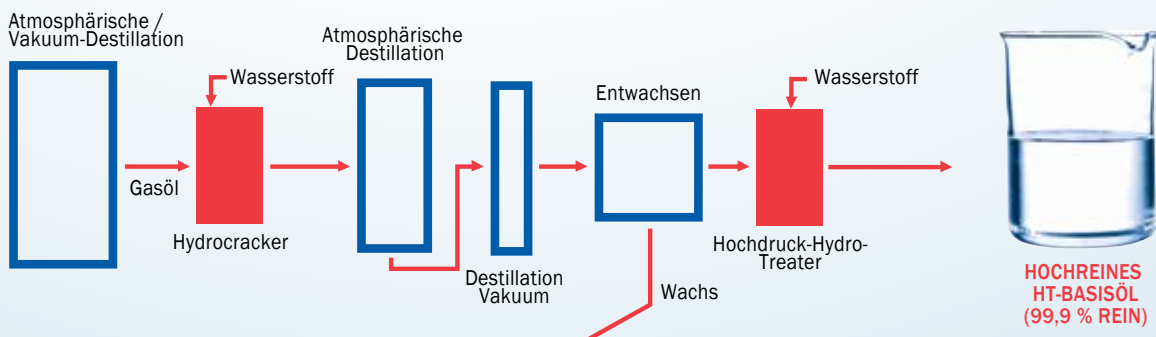 Atmosphärische /
Vakuum-Destillation
Wasserstoff
Gasöl
Hydrocracker
Atmosphärische
Destillation
Destillation
Vakuum
Entwachsen
Wachs
Wasserstoff
Hochdruck-Hydro-
Treater
HOCHREINES
HT-BASISÖL
(99,9 % REIN)